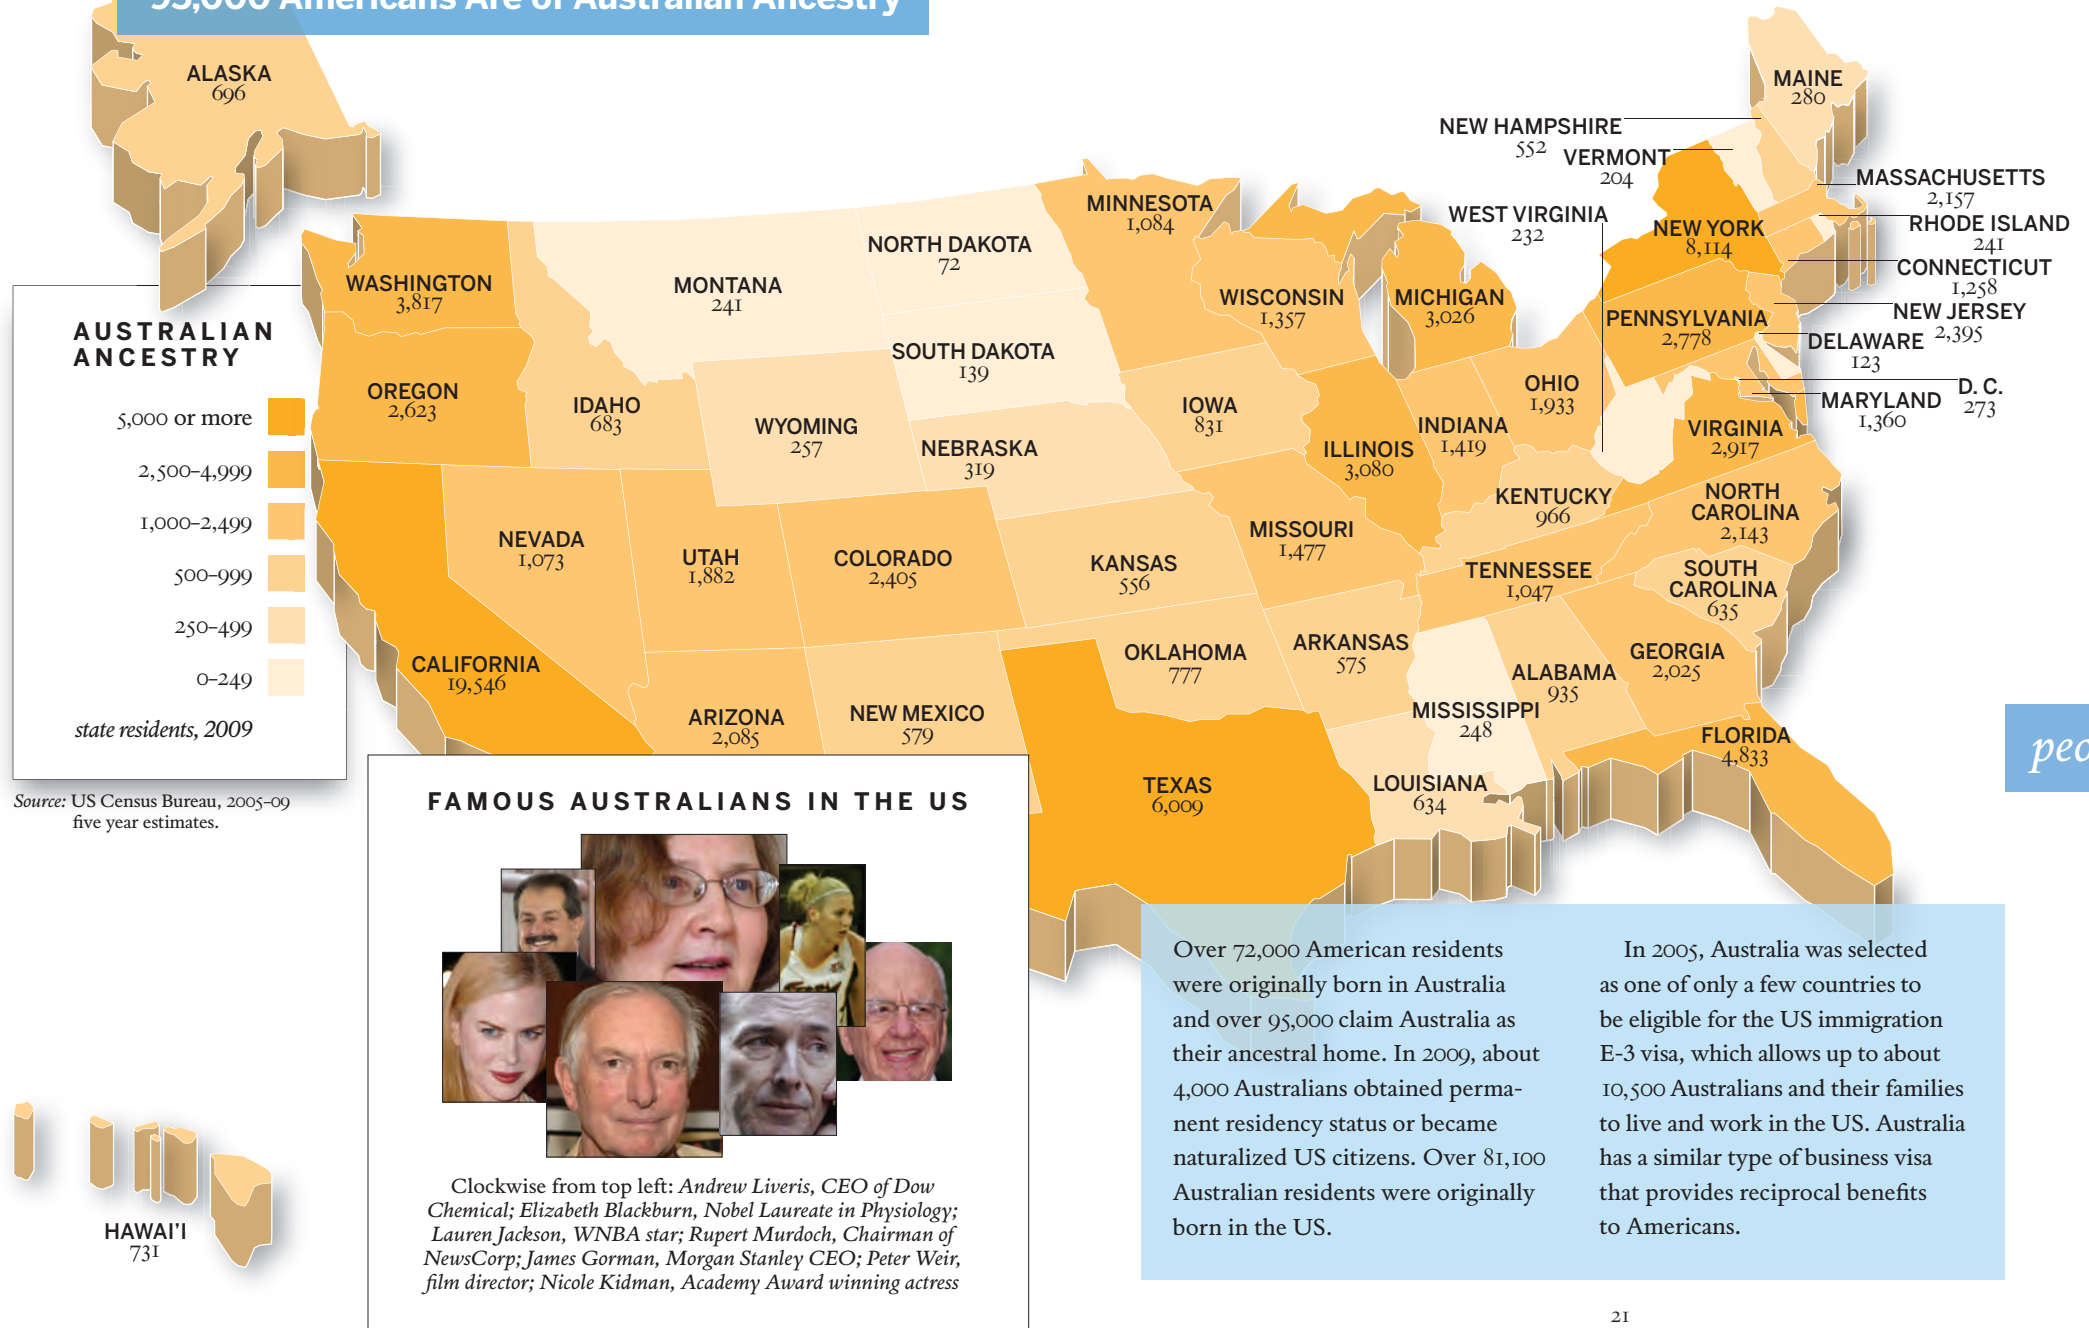 95,000 Americans Are of Australian Ancestry
ALASKA
696
MAINE
280
NEW HAMPSHIRE
552
VERMONT
204
MASSACHUSETTS
2,157
RHODE ISLAND
241
CONNECTICUT
1,258
NEW JERSEY
2,395
DELAWARE
123
D. C.
273
MARYLAND
1,360
WEST VIRGINIA
232
NEW YORK
8,114
PENNSYLVANIA
2,778
VIRGINIA
2,917
MINNESOTA
1,084
WISCONSIN
1,357
MICHIGAN
3,026
NORTH DAKOTA
72
MONTANA
241
WASHINGTON
3,817
SOUTH DAKOTA
139
OREGON
2,623
IDAHO
683
WYOMING
257
NEBRASKA
319
IOWA
831
ILLINOIS
3,080
INDIANA
1,419
OHIO
1,933
KENTUCKY
966
NORTH
CAROLINA
2,143
NEVADA
1,073
UTAH
1,882
COLORADO
2,405
KANSAS
556
MISSOURI
1,477
TENNESSEE
1,047
SOUTH
CAROLINA
635
CALIFORNIA
19,546
ARIZONA
2,085
NEW MEXICO
579
OKLAHOMA
777
ARKANSAS
575
MISSISSIPPI
248
ALABAMA
935
GEORGIA
2,025
TEXAS
6,009
LOUISIANA
634
FLORIDA
4,833
HAWAI'I
731
AUSTRALIAN
ANCESTRY
5,000 or more
2,500–4,999
1,000–2,499
500–999
250–499
0–249
state residents, 2009
Source: US Census Bureau, 2005–09
five year estimates.
FAMOUS AUSTRALIANS IN THE US
Clockwise from top left: Andrew Liveris, CEO of Dow
Chemical; Elizabeth Blackburn, Nobel Laureate in Physiology;
Lauren Jackson, WNBA star; Rupert Murdoch, Chairman of
NewsCorp; James Gorman, Morgan Stanley CEO; Peter Weir,
film director; Nicole Kidman, Academy Award winning actress
Over 72,000 American residents
were originally born in Australia
and over 95,000 claim Australia as
their ancestral home. In 2009, about
4,000 Australians obtained perma-
nent residency status or became
naturalized US citizens. Over 81,100
Australian residents were originally
born in the US.
In 2005, Australia was selected
as one of only a few countries to
be eligible for the US immigration
E-3 visa, which allows up to about
10,500 Australians and their families
to live and work in the US. Australia
has a similar type of business visa
that provides reciprocal benefits
to Americans.
21